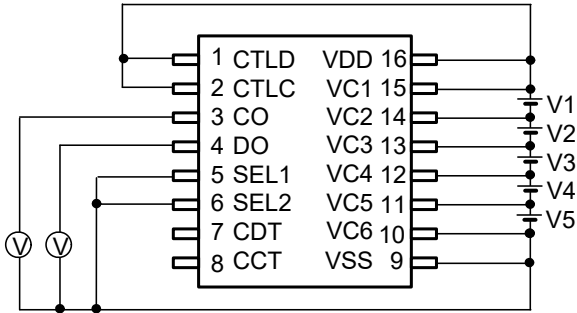 1 CTLD VDD 16
2 CTLC VC1 15
3 CO VC2 14
4 DO VC3 13
5 SEL1 VC4 12
6 SEL2 VC5 11
7 CDT VC6 10
8 CCT VSS 9
V1
V2
V3
V4
V5
V V